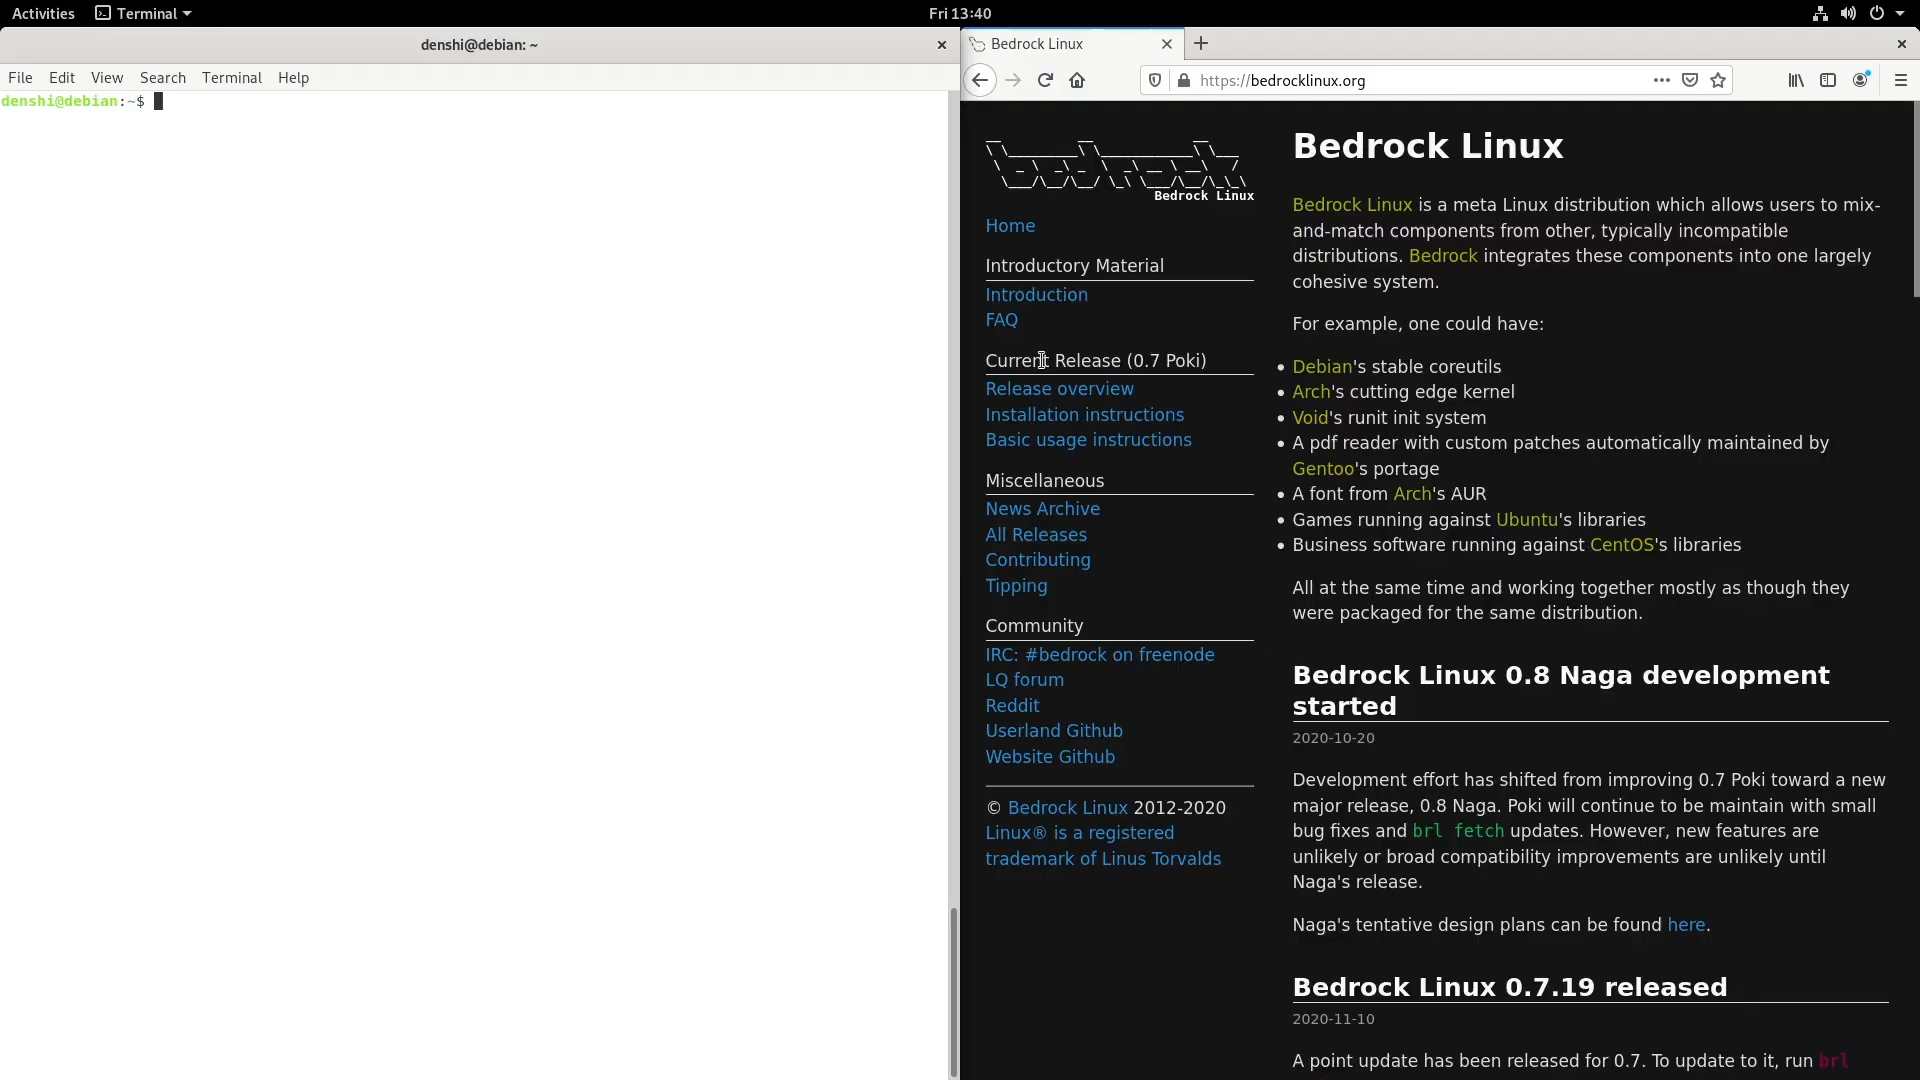 Activities
Terminal
Fri 13:40
denshi@debian: ~
File Edit View Search Terminal Help
denshi@debian:~$
Bedrock Linux
https://bedrocklinux.org
Bedrock Linux
Home
Introductory Material
Introduction
FAQ
Current Release (0.7 Poki)
Release overview
Installation instructions
Basic usage instructions
Miscellaneous
News Archive
All Releases
Contributing
Tipping
Community
IRC: #bedrock on freenode
LQ forum
Reddit
Userland Github
Website Github
© Bedrock Linux 2012-2020
Linux® is a registered
trademark of Linus Torvalds
Bedrock Linux
Bedrock Linux is a meta Linux distribution which allows users to mix-
and-match components from other, typically incompatible
distributions. Bedrock integrates these components into one largely
cohesive system.
For example, one could have:
• Debian's stable coreutils
• Arch's cutting edge kernel
• Void's runit init system
• A pdf reader with custom patches automatically maintained by
Gentoo's portage
• A font from Arch's AUR
• Games running against Ubuntu's libraries
• Business software running against CentOS's libraries
All at the same time and working together mostly as though they
were packaged for the same distribution.
Bedrock Linux 0.8 Naga development
started
2020-10-20
Development effort has shifted from improving 0.7 Poki toward a new
major release, 0.8 Naga. Poki will continue to be maintain with small
bug fixes and brl fetch updates. However, new features are
unlikely or broad compatibility improvements are unlikely until
Naga's release.
Naga's tentative design plans can be found here.
Bedrock Linux 0.7.19 released
2020-11-10
A point update has been released for 0.7. To update to it, run brl